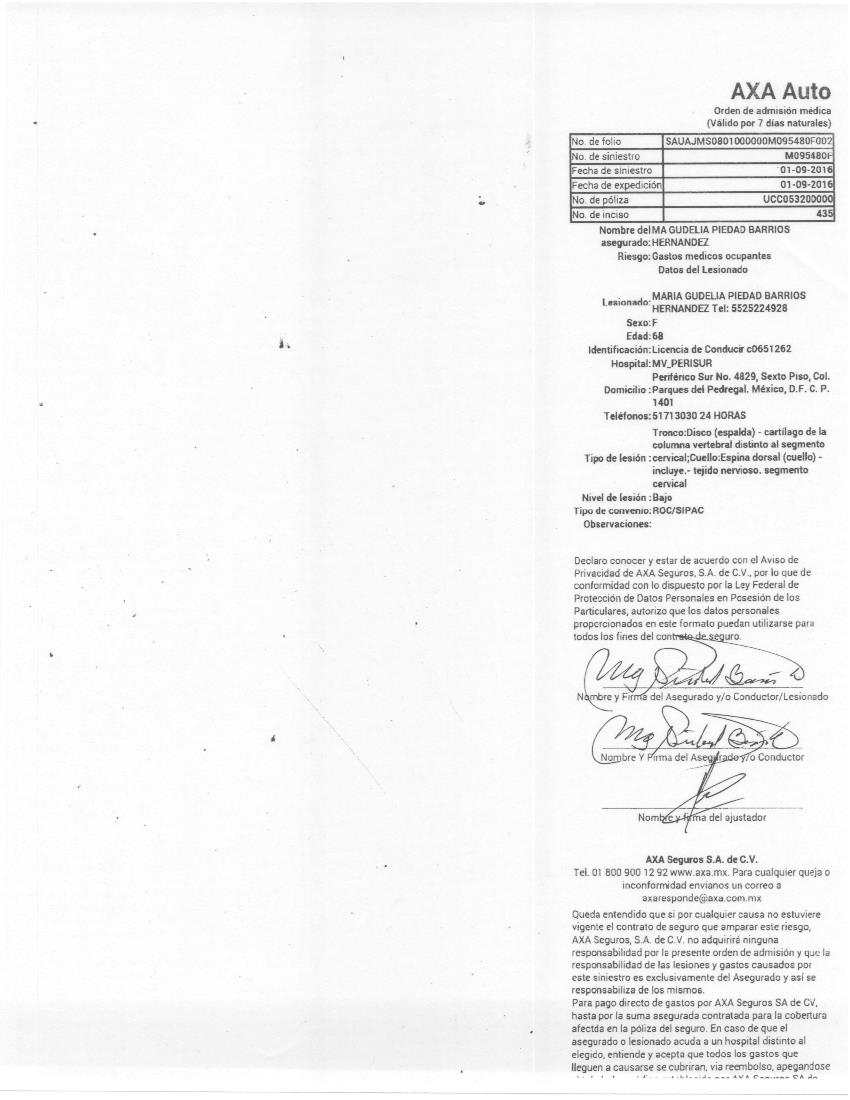 AXA Auto
Orden de admisión médica
(Válido por 7 días naturales)
No. de folio SAUAJMS0801000000M095480F002
No. de siniestro M095480F
Fecha de siniestro 01-09-2016
Fecha de expedición 01-09-2016
No. de póliza UCC053200000
No. de inciso 435
Nombre del MA GUDELIA PIEDAD BARRIOS
asegurado: HERNANDEZ
Riesgo: Gastos medicos ocupantes
Datos del Lesionado
Lesionado: MARIA GUDELIA PIEDAD BARRIOS
HERNANDEZ Tel: 5525224928
Sexo: F
Edad: 68
Identificación: Licencia de Conducir c0651262
Hospital: MV_PERISUR
Periférico Sur No. 4829, Sexto Piso, Col.
Domicilio : Parques del Pedregal. México, D.F. C. P.
1401
Teléfonos: 51713030 24 HORAS
Tronco:Disco (espalda) - cartílago de la
columna vertebral distinto al segmento
Tipo de lesión : cervical;Cuello:Espina dorsal (cuello) -
incluye.- tejido nervioso. segmento
cervical
Nivel de lesión : Bajo
Tipo de convenio: ROC/SIPAC
Observaciones:
Declaro conocer y estar de acuerdo con el Aviso de
Privacidad de AXA Seguros, S.A. de C.V., por lo que de
conformidad con lo dispuesto por la Ley Federal de
Protección de Datos Personales en Posesión de los
Particulares, autorizo que los datos personales
proporcionados en este formato puedan utilizarse para
todos los fines del contrato de seguro.
Nombre y Firma del Asegurado y/o Conductor/Lesionado
Nombre Y Firma del Asegurado y/o Conductor
Nombre y firma del ajustador
AXA Seguros S.A. de C.V.
Tel. 01 800 900 12 92 www.axa.mx. Para cualquier queja o
inconformidad envíanos un correo a
axaresponde@axa.com.mx
Queda entendido que si por cualquier causa no estuviere
vigente el contrato de seguro que amparar este riesgo,
AXA Seguros, S.A. de C.V. no adquirirá ninguna
responsabilidad por la presente orden de admisión y que la
responsabilidad de las lesiones y gastos causados por
este siniestro es exclusivamente del Asegurado y así se
responsabiliza de los mismos.
Para pago directo de gastos por AXA Seguros SA de CV,
hasta por la suma asegurada contratada para la cobertura
afectda en la póliza del seguro. En caso de que el
asegurado o lesionado acuda a un hospital distinto al
elegido, entiende y acepta que todos los gastos que
lleguen a causarse se cubriran, via reembolso, apegandose